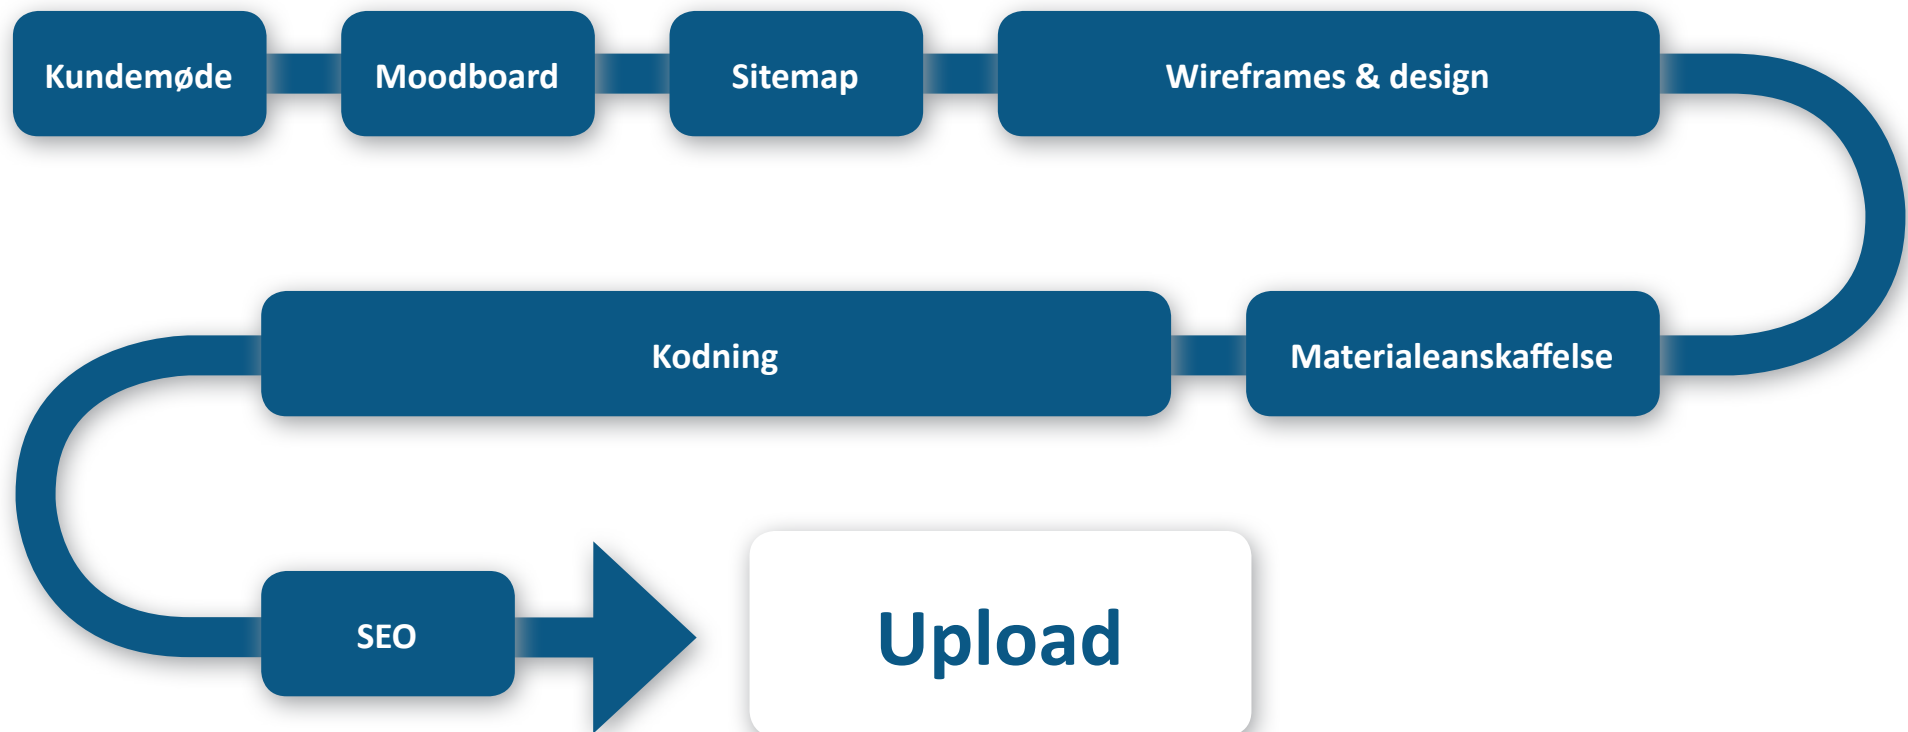 Kundemøde
Moodboard
Sitemap
Wireframes & design
Materialeanskaffelse
Kodning
SEO
Upload